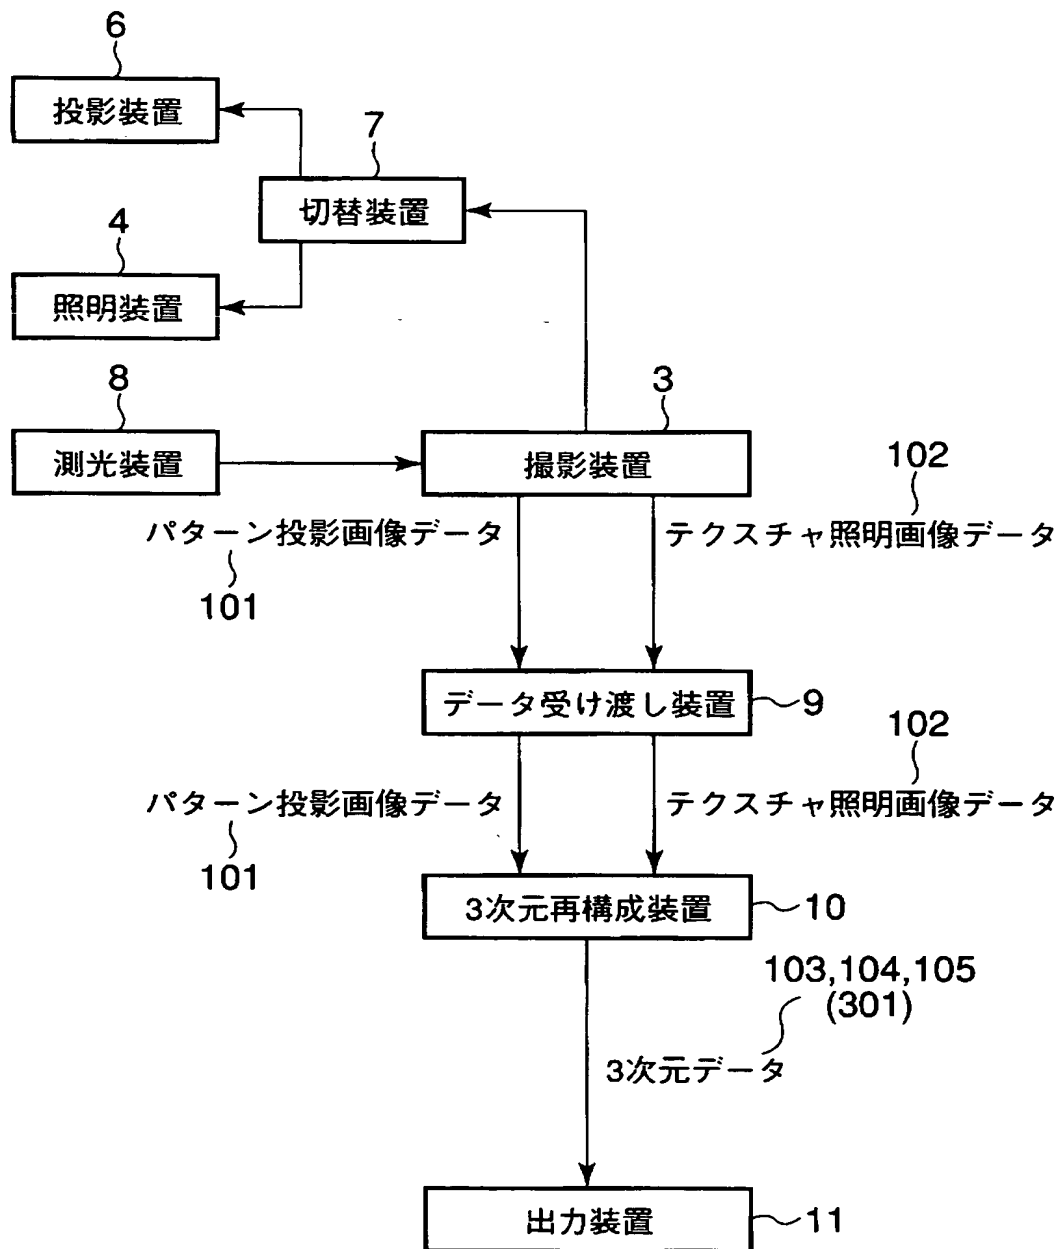 6
投影装置
7
切替装置
4
照明装置
8
測光装置
3
撮影装置
102
パターン投影画像データ
テクスチャ照明画像データ
101
データ受け渡し装置
9
102
パターン投影画像データ
テクスチャ照明画像データ
101
3次元再構成装置
10
103,104,105
(301)
3次元データ
出力装置
11